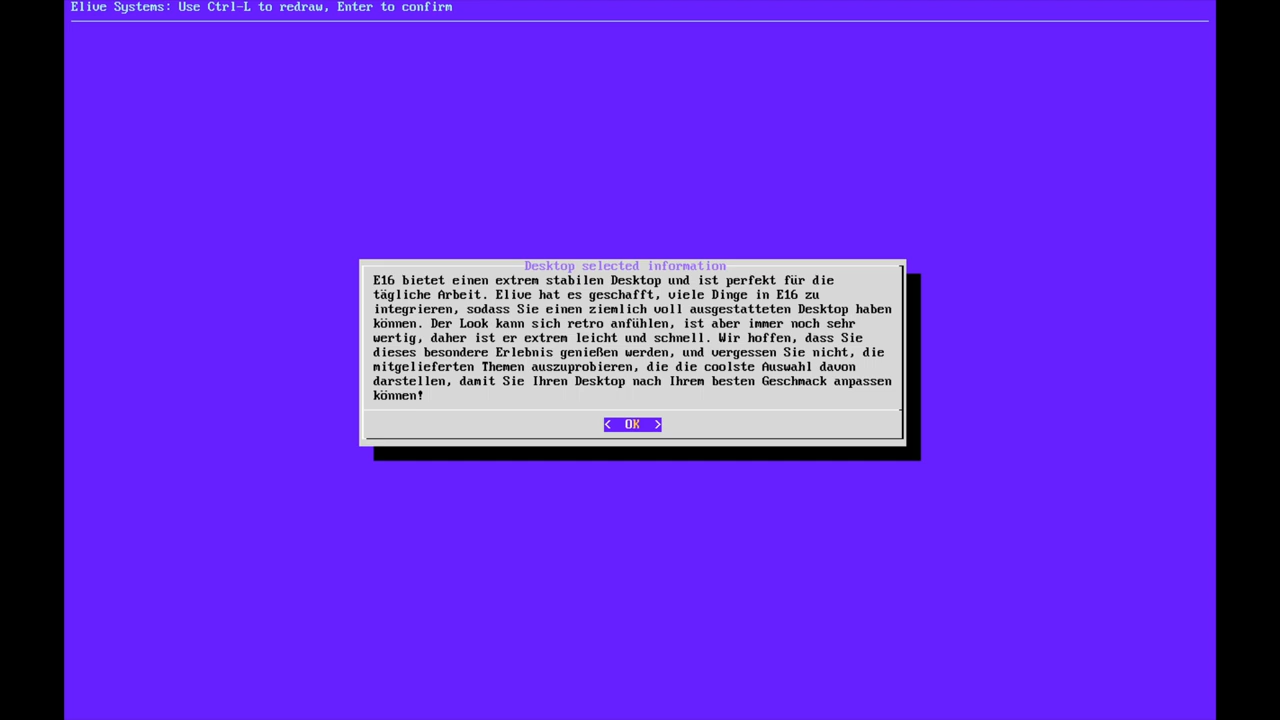 Elive Systems: Use Ctrl-L to redraw, Enter to confirm
Desktop selected information
E16 bietet einen extrem stabilen Desktop und ist perfekt für die
tägliche Arbeit. Elive hat es geschafft, viele Dinge in E16 zu
integrieren, sodass Sie einen ziemlich voll ausgestatteten Desktop haben
können. Der Look kann sich retro anfühlen, ist aber immer noch sehr
wertig, daher ist er extrem leicht und schnell. Wir hoffen, dass Sie
dieses besondere Erlebnis genießen werden, und vergessen Sie nicht, die
mitgelieferten Themen auszuprobieren, die die coolste Auswahl davon
darstellen, damit Sie Ihren Desktop nach Ihrem besten Geschmack anpassen
können!
< OK >